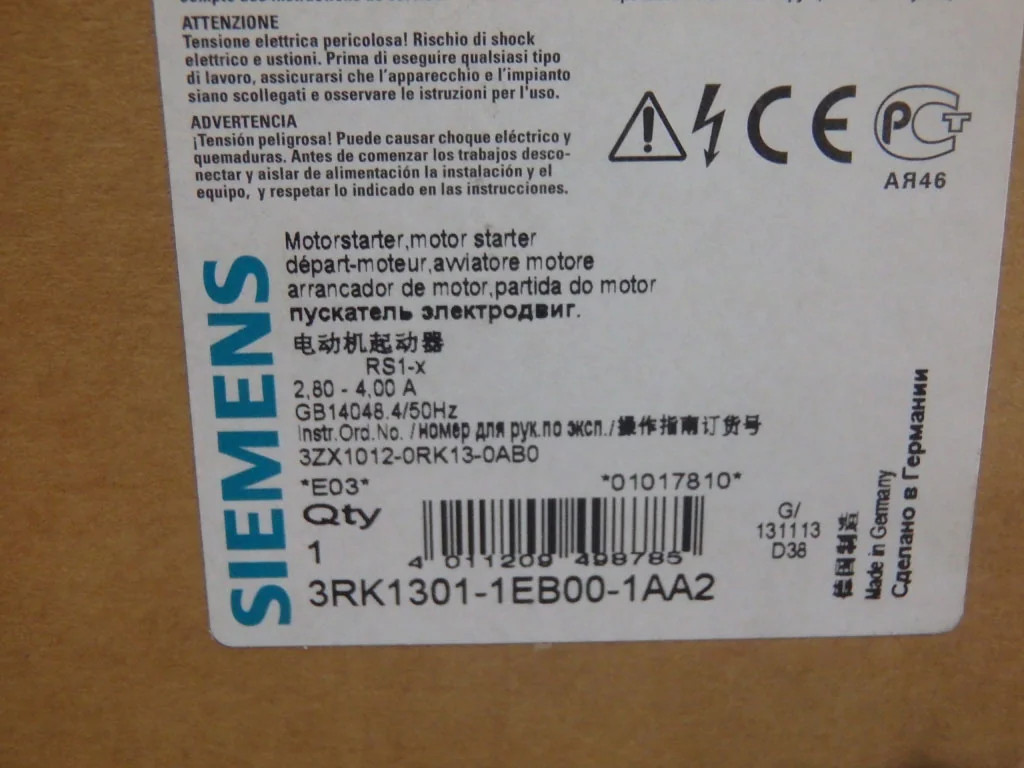 ATTENZIONE
Tensione elettrica pericolosa! Rischio di shock
elettrico e ustioni. Prima di eseguire qualsiasi tipo
di lavoro, assicurarsi che l'apparecchio e l'impianto
siano scollegati e osservare le istruzioni per l'uso.
ADVERTENCIA
¡Tensión peligrosa! Puede causar choque eléctrico y
quemaduras. Antes de comenzar los trabajos desco-
nectar y aislar de alimentación la instalación y el
equipo, y respetar lo indicado en las instrucciones.
CE
РСТ
АЯ46
SIEMENS
Motorstarter,motor starter
départ-moteur,avviatore motore
arrancador de motor,partida do motor
пускатель электродвиг.
电动机起动器
RS1-x
2,80 - 4,00 A
GB14048.4/50Hz
Instr.Ord.No. /номер для рук.по эксп./操作指南订货号
3ZX1012-0RK13-0AB0
*E03* *01017810*
Qty
1
4 011209 498785
3RK1301-1EB00-1AA2
G/
131113
D38
德国制造
Made in Germany
Сделано в Германии